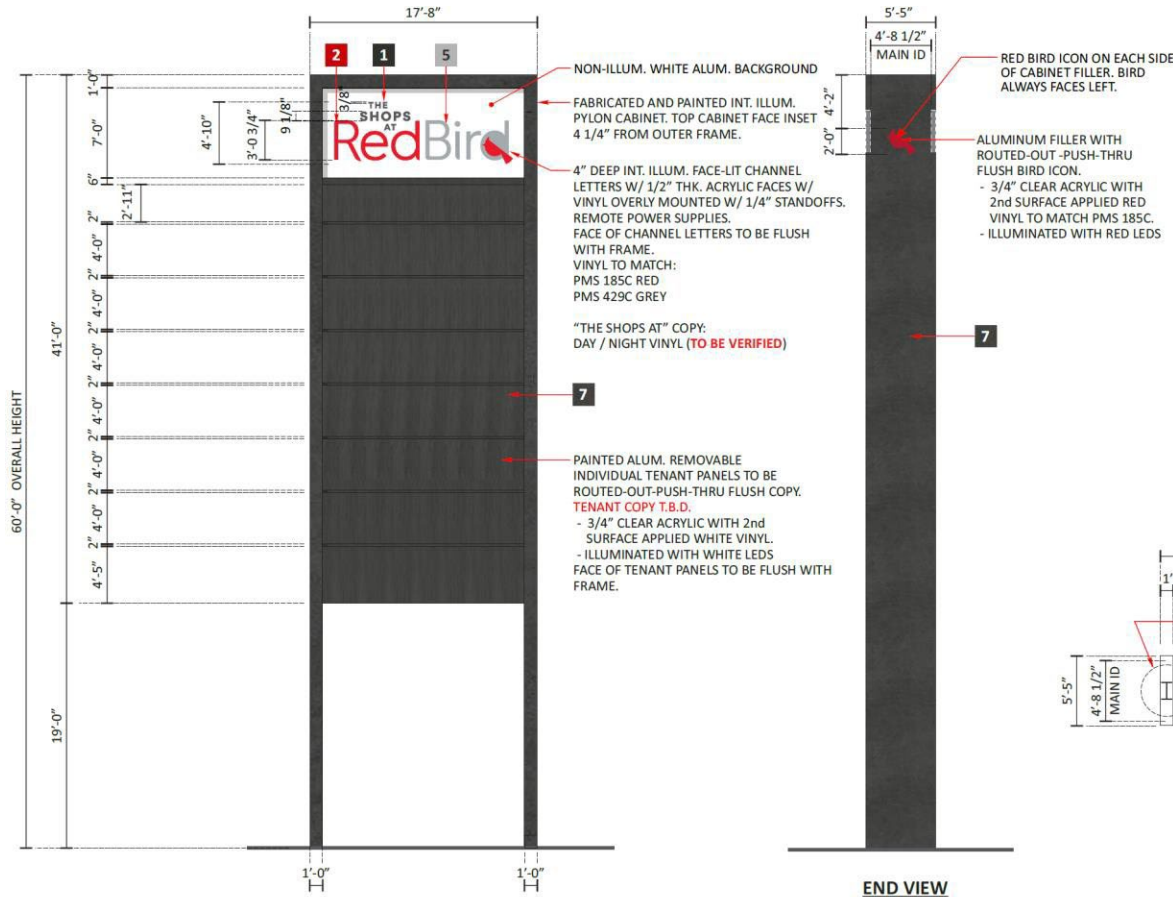 17'-8"
2
1
5
60'-0" OVERALL HEIGHT
41'-0"
19'-0"
1'-0"
7'-0"
6"
2'-11"
2"
4'-0"
2"
4'-0"
2"
4'-0"
2"
4'-0"
2"
4'-0"
2"
4'-0"
2"
4'-5"
4'-10"
3'-0 3/4"
9 1/8"
3/8"
THE
SHOPS
AT
RedBird
NON-ILLUM. WHITE ALUM. BACKGROUND
FABRICATED AND PAINTED INT. ILLUM.
PYLON CABINET. TOP CABINET FACE INSET
4 1/4" FROM OUTER FRAME.
4" DEEP INT. ILLUM. FACE-LIT CHANNEL
LETTERS W/ 1/2" THK. ACRYLIC FACES W/
VINYL OVERLY MOUNTED W/ 1/4" STANDOFFS.
REMOTE POWER SUPPLIES.
FACE OF CHANNEL LETTERS TO BE FLUSH
WITH FRAME.
VINYL TO MATCH:
PMS 185C RED
PMS 429C GREY
"THE SHOPS AT" COPY:
DAY / NIGHT VINYL (TO BE VERIFIED)
7
PAINTED ALUM. REMOVABLE
INDIVIDUAL TENANT PANELS TO BE
ROUTED-OUT-PUSH-THRU FLUSH COPY.
TENANT COPY T.B.D.
- 3/4" CLEAR ACRYLIC WITH 2nd
SURFACE APPLIED WHITE VINYL.
- ILLUMINATED WITH WHITE LEDS
FACE OF TENANT PANELS TO BE FLUSH WITH
FRAME.
1'-0"
1'-0"
5'-5"
4'-8 1/2"
MAIN ID
4'-2"
2'-0"
RED BIRD ICON ON EACH SIDE
OF CABINET FILLER. BIRD
ALWAYS FACES LEFT.
ALUMINUM FILLER WITH
ROUTED-OUT -PUSH-THRU
FLUSH BIRD ICON.
- 3/4" CLEAR ACRYLIC WITH
2nd SURFACE APPLIED RED
VINYL TO MATCH PMS 185C.
- ILLUMINATED WITH RED LEDS
7
END VIEW
1'
5'-5"
4'-8 1/2"
MAIN ID